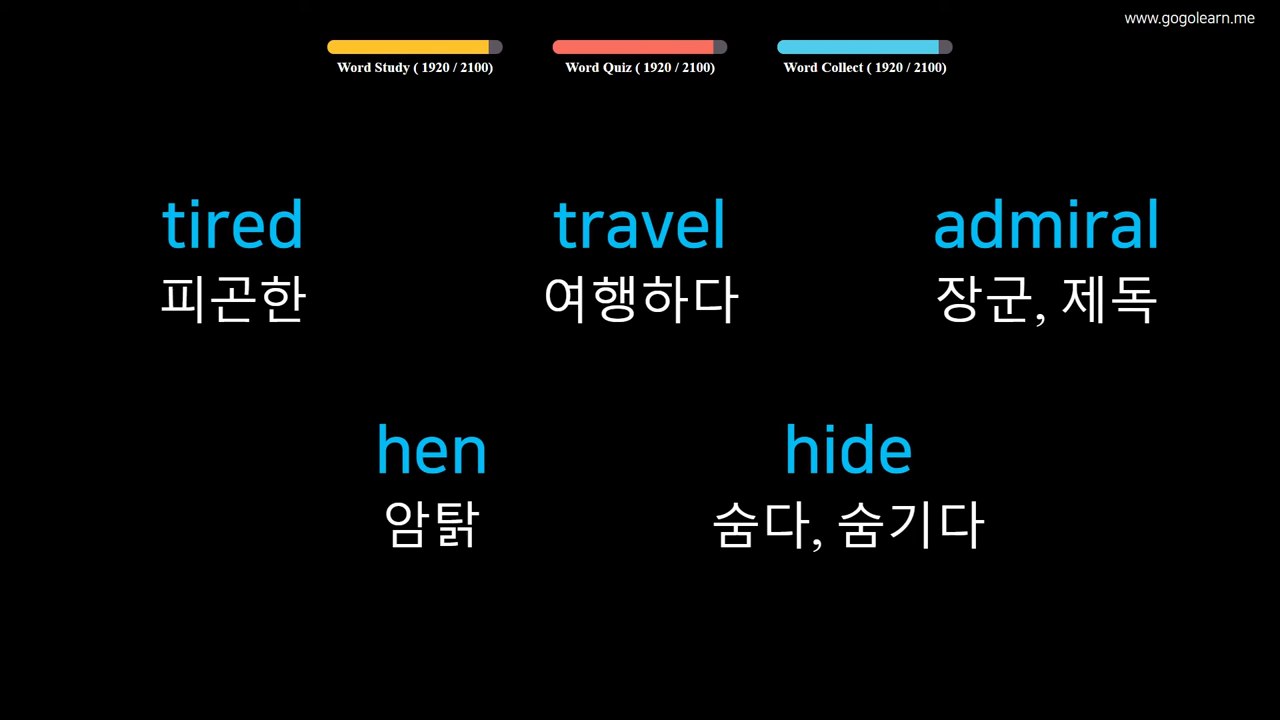 www.gogolearn.me
Word Study ( 1920 / 2100)
Word Quiz ( 1920 / 2100)
Word Collect ( 1920 / 2100)
tired
피곤한
travel
여행하다
admiral
장군, 제독
hen
암탉
hide
숨다, 숨기다